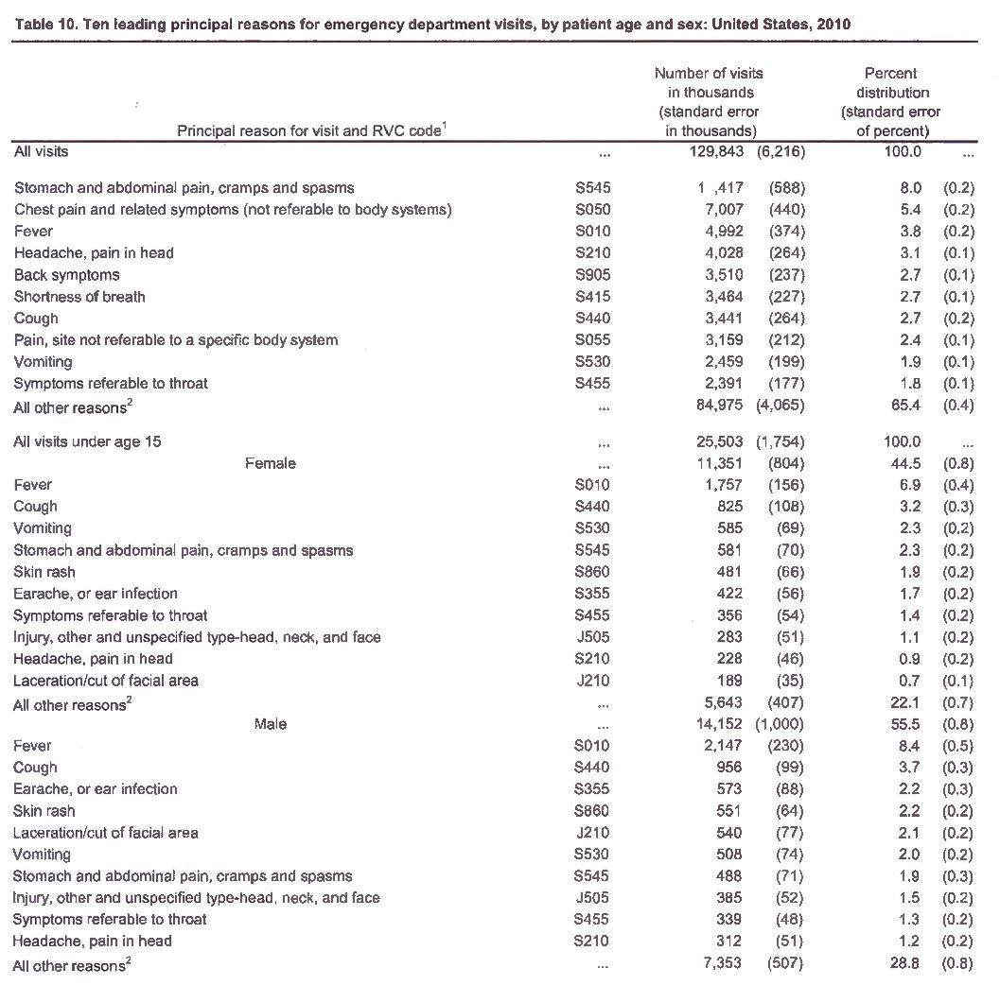 Table 10. Ten leading principal reasons for emergency department visits, by patient age and sex: United States, 2010
Principal reason for visit and RVC code1 Number of visits in thousands (standard error in thousands) Percent distribution (standard error of percent)
All visits ... 129,843 (6,216) 100.0 ...
Stomach and abdominal pain, cramps and spasms S545 1 ,417 (588) 8.0 (0.2)
Chest pain and related symptoms (not referable to body systems) S050 7,007 (440) 5.4 (0.2)
Fever S010 4,992 (374) 3.8 (0.2)
Headache, pain in head S210 4,028 (264) 3.1 (0.1)
Back symptoms S905 3,510 (237) 2.7 (0.1)
Shortness of breath S415 3,464 (227) 2.7 (0.1)
Cough S440 3,441 (264) 2.7 (0.2)
Pain, site not referable to a specific body system S055 3,159 (212) 2.4 (0.1)
Vomiting S530 2,459 (199) 1.9 (0.1)
Symptoms referable to throat S455 2,391 (177) 1.8 (0.1)
All other reasons2 ... 84,975 (4,065) 65.4 (0.4)
All visits under age 15 ... 25,503 (1,754) 100.0 ...
Female ... 11,351 (804) 44.5 (0.8)
Fever S010 1,757 (156) 6.9 (0.4)
Cough S440 825 (108) 3.2 (0.3)
Vomiting S530 585 (69) 2.3 (0.2)
Stomach and abdominal pain, cramps and spasms S545 581 (70) 2.3 (0.2)
Skin rash S860 481 (66) 1.9 (0.2)
Earache, or ear infection S355 422 (56) 1.7 (0.2)
Symptoms referable to throat S455 356 (54) 1.4 (0.2)
Injury, other and unspecified type-head, neck, and face J505 283 (51) 1.1 (0.2)
Headache, pain in head S210 228 (46) 0.9 (0.2)
Laceration/cut of facial area J210 189 (35) 0.7 (0.1)
All other reasons2 ... 5,643 (407) 22.1 (0.7)
Male ... 14,152 (1,000) 55.5 (0.8)
Fever S010 2,147 (230) 8.4 (0.5)
Cough S440 956 (99) 3.7 (0.3)
Earache, or ear infection S355 573 (88) 2.2 (0.3)
Skin rash S860 551 (64) 2.2 (0.2)
Laceration/cut of facial area J210 540 (77) 2.1 (0.2)
Vomiting S530 508 (74) 2.0 (0.2)
Stomach and abdominal pain, cramps and spasms S545 488 (71) 1.9 (0.3)
Injury, other and unspecified type-head, neck, and face J505 385 (52) 1.5 (0.2)
Symptoms referable to throat S455 339 (48) 1.3 (0.2)
Headache, pain in head S210 312 (51) 1.2 (0.2)
All other reasons2 ... 7,353 (507) 28.8 (0.8)